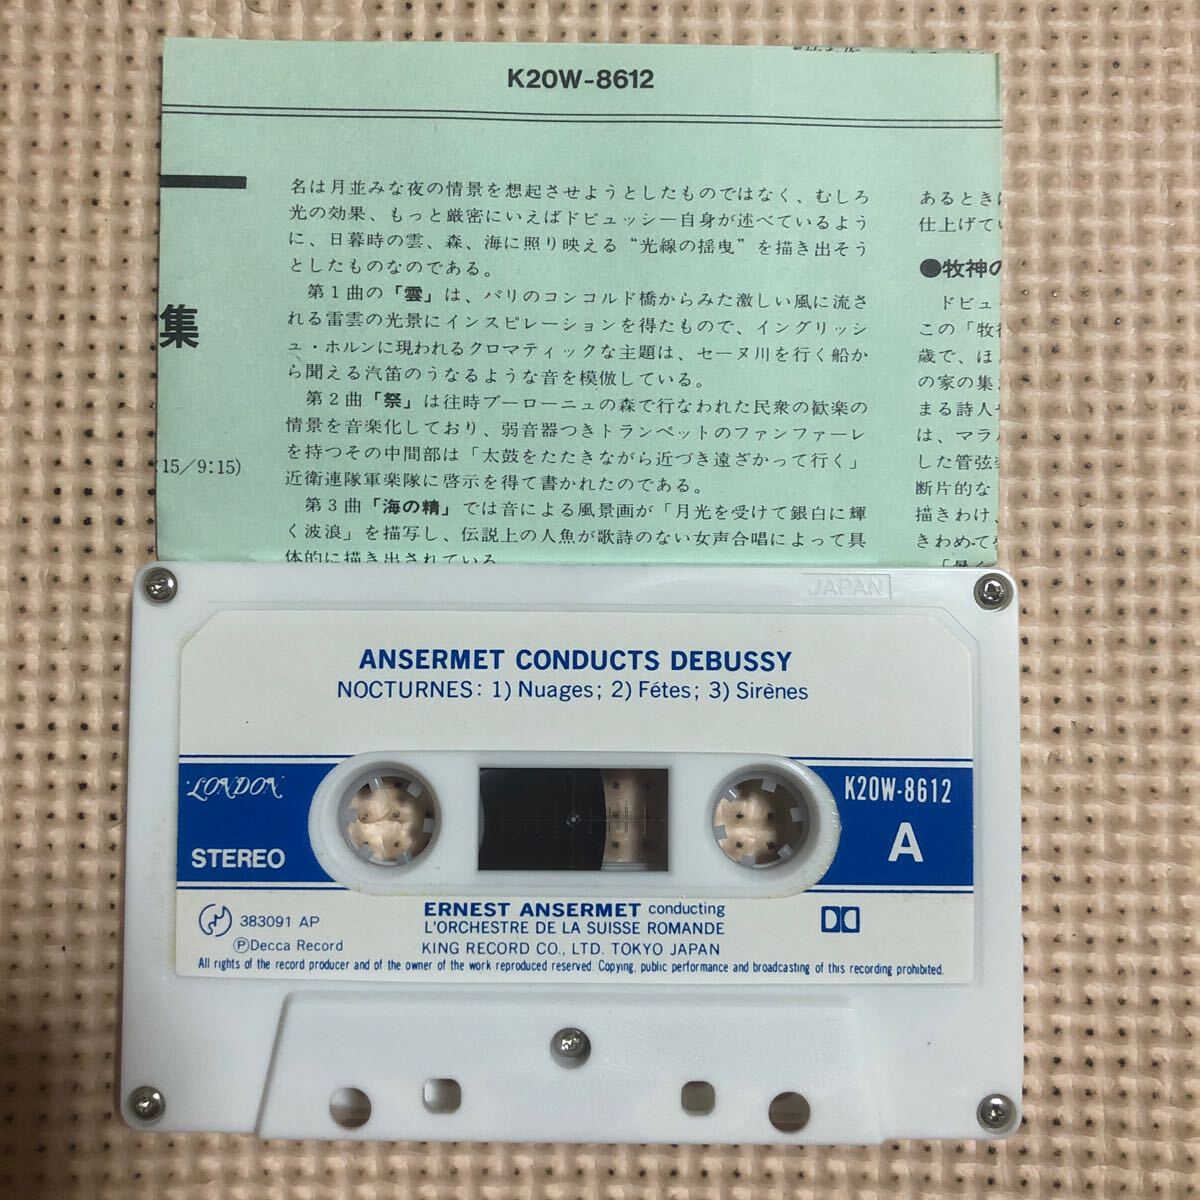 K20W-8612
集
15／9：15)
名は月並みな夜の情景を想起させようとしたものではなく、むしろ
光の効果、もっと厳密にいえばドビュッシー自身が述べているよう
に、日暮時の雲、森、海に照り映える“光線の揺曳”を描き出そう
としたものなのである。
第1曲の「雲」は、パリのコンコルド橋からみた激しい風に流さ
れる雷雲の光景にインスピレーションを得たもので、イングリッシ
ュ・ホルンに現われるクロマティックな主題は、セーヌ川を行く船か
ら聞える汽笛のうなるような音を模倣している。
第2曲「祭」は往時ブーローニュの森で行なわれた民衆の歓楽の
情景を音楽化しており、弱音器つきトランペットのファンファーレ
を持つその中間部は「太鼓をたたきながら近づき遠ざかって行く」
近衛連隊軍楽隊に啓示を得て書かれたのである。
第3曲「海の精」では音による風景画が「月光を受けて銀白に輝
く波浪」を描写し、伝説上の人魚が歌詩のない女声合唱によって具
体的に描き出されている
あるときに
仕上げてい
●牧神の
ドビュ
この「牧神
歳で、ほ
の家の集
まる詩人
は、マラル
した管弦楽
断片的な
描きわけ、
きわめて
JAPAN
ANSERMET CONDUCTS DEBUSSY
NOCTURNES: 1) Nuages; 2) Fétes; 3) Sirènes
LONDON
STEREO
K20W-8612
A
383091 AP
ⓅDecca Record
ERNEST ANSERMET conducting
L'ORCHESTRE DE LA SUISSE ROMANDE
KING RECORD CO., LTD. TOKYO JAPAN
All rights of the record producer and of the owner of the work reproduced reserved. Copying, public performance and broadcasting of this recording prohibited.